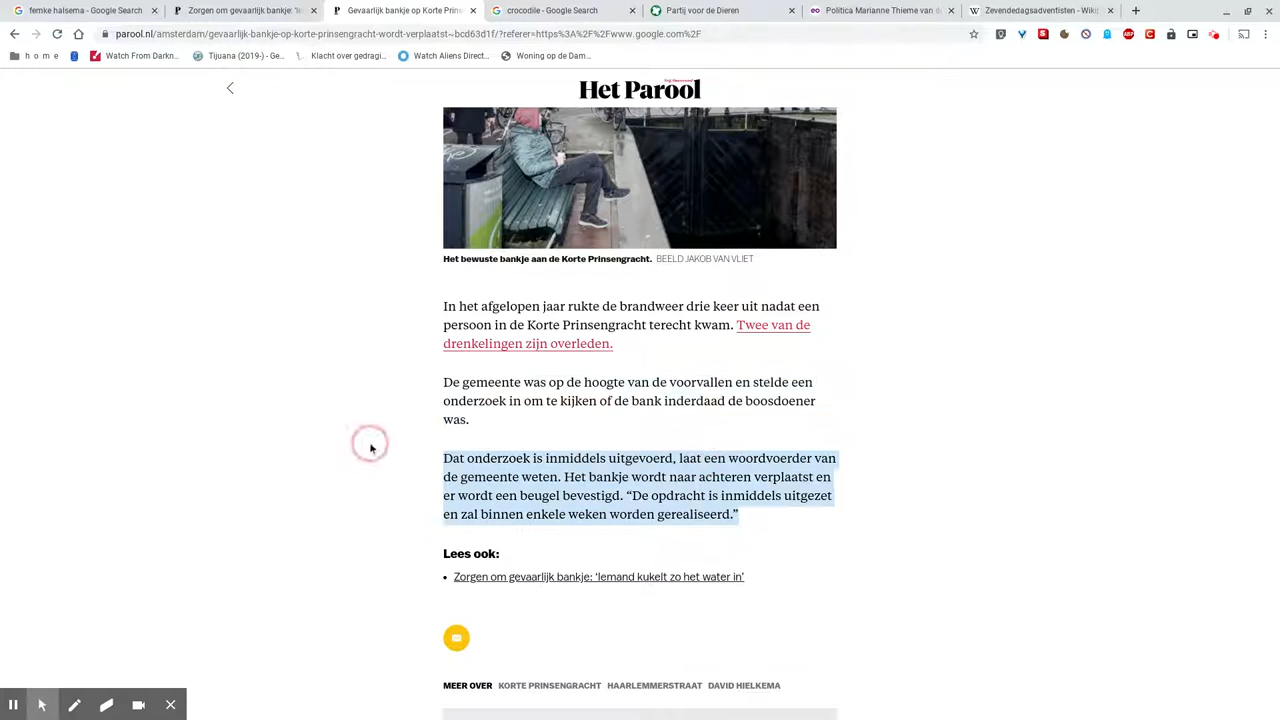 femke halsema - Google Search
Zorgen om gevaarlijk bankje: 'Ie
Gevaarlijk bankje op Korte Prins
crocodile - Google Search
Partij voor de Dieren
Politica Marianne Thieme van d
Zevendedagsadventisten - Wiki
parool.nl/amsterdam/gevaarlijk-bankje-op-korte-prinsengracht-wordt-verplaatst~bcd63d1f/?referer=https%3A%2F%2Fwww.google.com%2F
h o m e
Watch From Darkn...
Tijuana (2019-) - Ge...
Klacht over gedragi...
Watch Aliens Direct...
Woning op de Dam...
Het Parool
Het bewuste bankje aan de Korte Prinsengracht. BEELD JAKOB VAN VLIET
In het afgelopen jaar rukte de brandweer drie keer uit nadat een
persoon in de Korte Prinsengracht terecht kwam. Twee van de
drenkelingen zijn overleden.
De gemeente was op de hoogte van de voorvallen en stelde een
onderzoek in om te kijken of de bank inderdaad de boosdoener
was.
Dat onderzoek is inmiddels uitgevoerd, laat een woordvoerder van
de gemeente weten. Het bankje wordt naar achteren verplaatst en
er wordt een beugel bevestigd. “De opdracht is inmiddels uitgezet
en zal binnen enkele weken worden gerealiseerd.”
Lees ook:
• Zorgen om gevaarlijk bankje: ‘Iemand kukelt zo het water in’
MEER OVER KORTE PRINSENGRACHT HAARLEMMERSTRAAT DAVID HIELKEMA